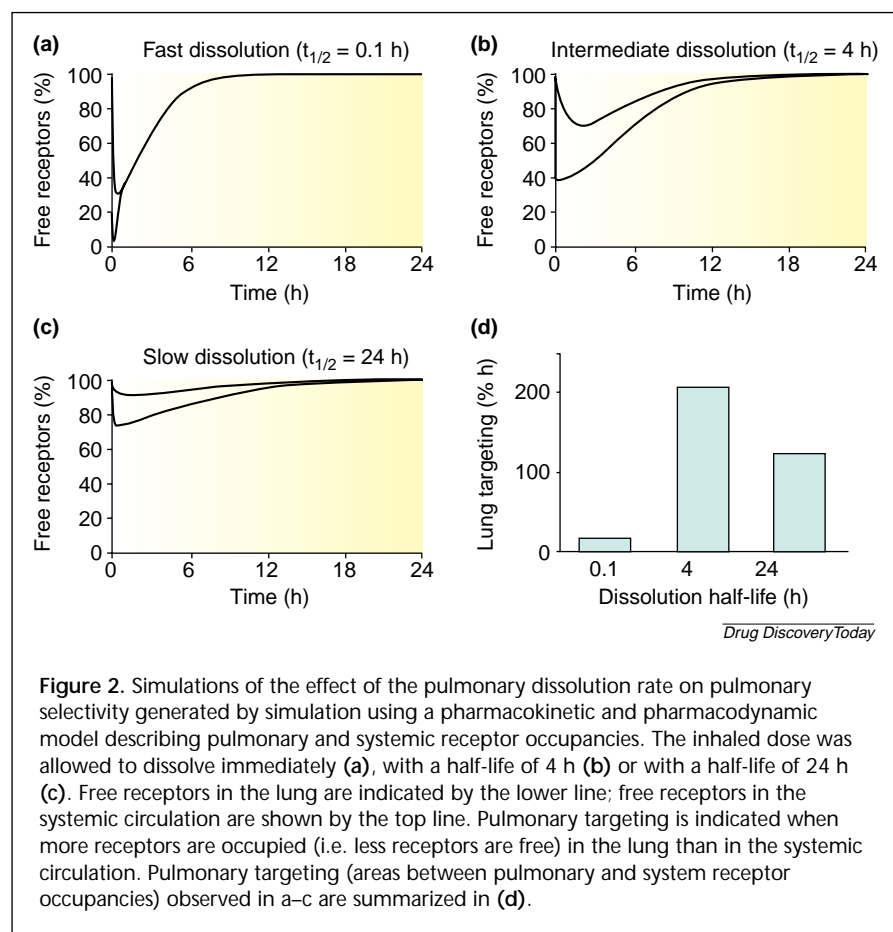 (a)
Fast dissolution (t1/2 = 0.1 h)
100
80
60
40
20
0
Free receptors (%)
0 6 12 18 24
Time (h)
(b)
Intermediate dissolution (t1/2 = 4 h)
100
80
60
40
20
0
Free receptors (%)
0 6 12 18 24
Time (h)
(c)
Slow dissolution (t1/2 = 24 h)
100
80
60
40
20
0
Free receptors (%)
0 6 12 18 24
Time (h)
(d)
200
100
0
Lung targeting (% h)
0.1 4 24
Dissolution half-life (h)
Drug DiscoveryToday
Figure 2. Simulations of the effect of the pulmonary dissolution rate on pulmonary
selectivity generated by simulation using a pharmacokinetic and pharmacodynamic
model describing pulmonary and systemic receptor occupancies. The inhaled dose was
allowed to dissolve immediately (a), with a half-life of 4 h (b) or with a half-life of 24 h
(c). Free receptors in the lung are indicated by the lower line; free receptors in the
systemic circulation are shown by the top line. Pulmonary targeting is indicated when
more receptors are occupied (i.e. less receptors are free) in the lung than in the systemic
circulation. Pulmonary targeting (areas between pulmonary and system receptor
occupancies) observed in a–c are summarized in (d).